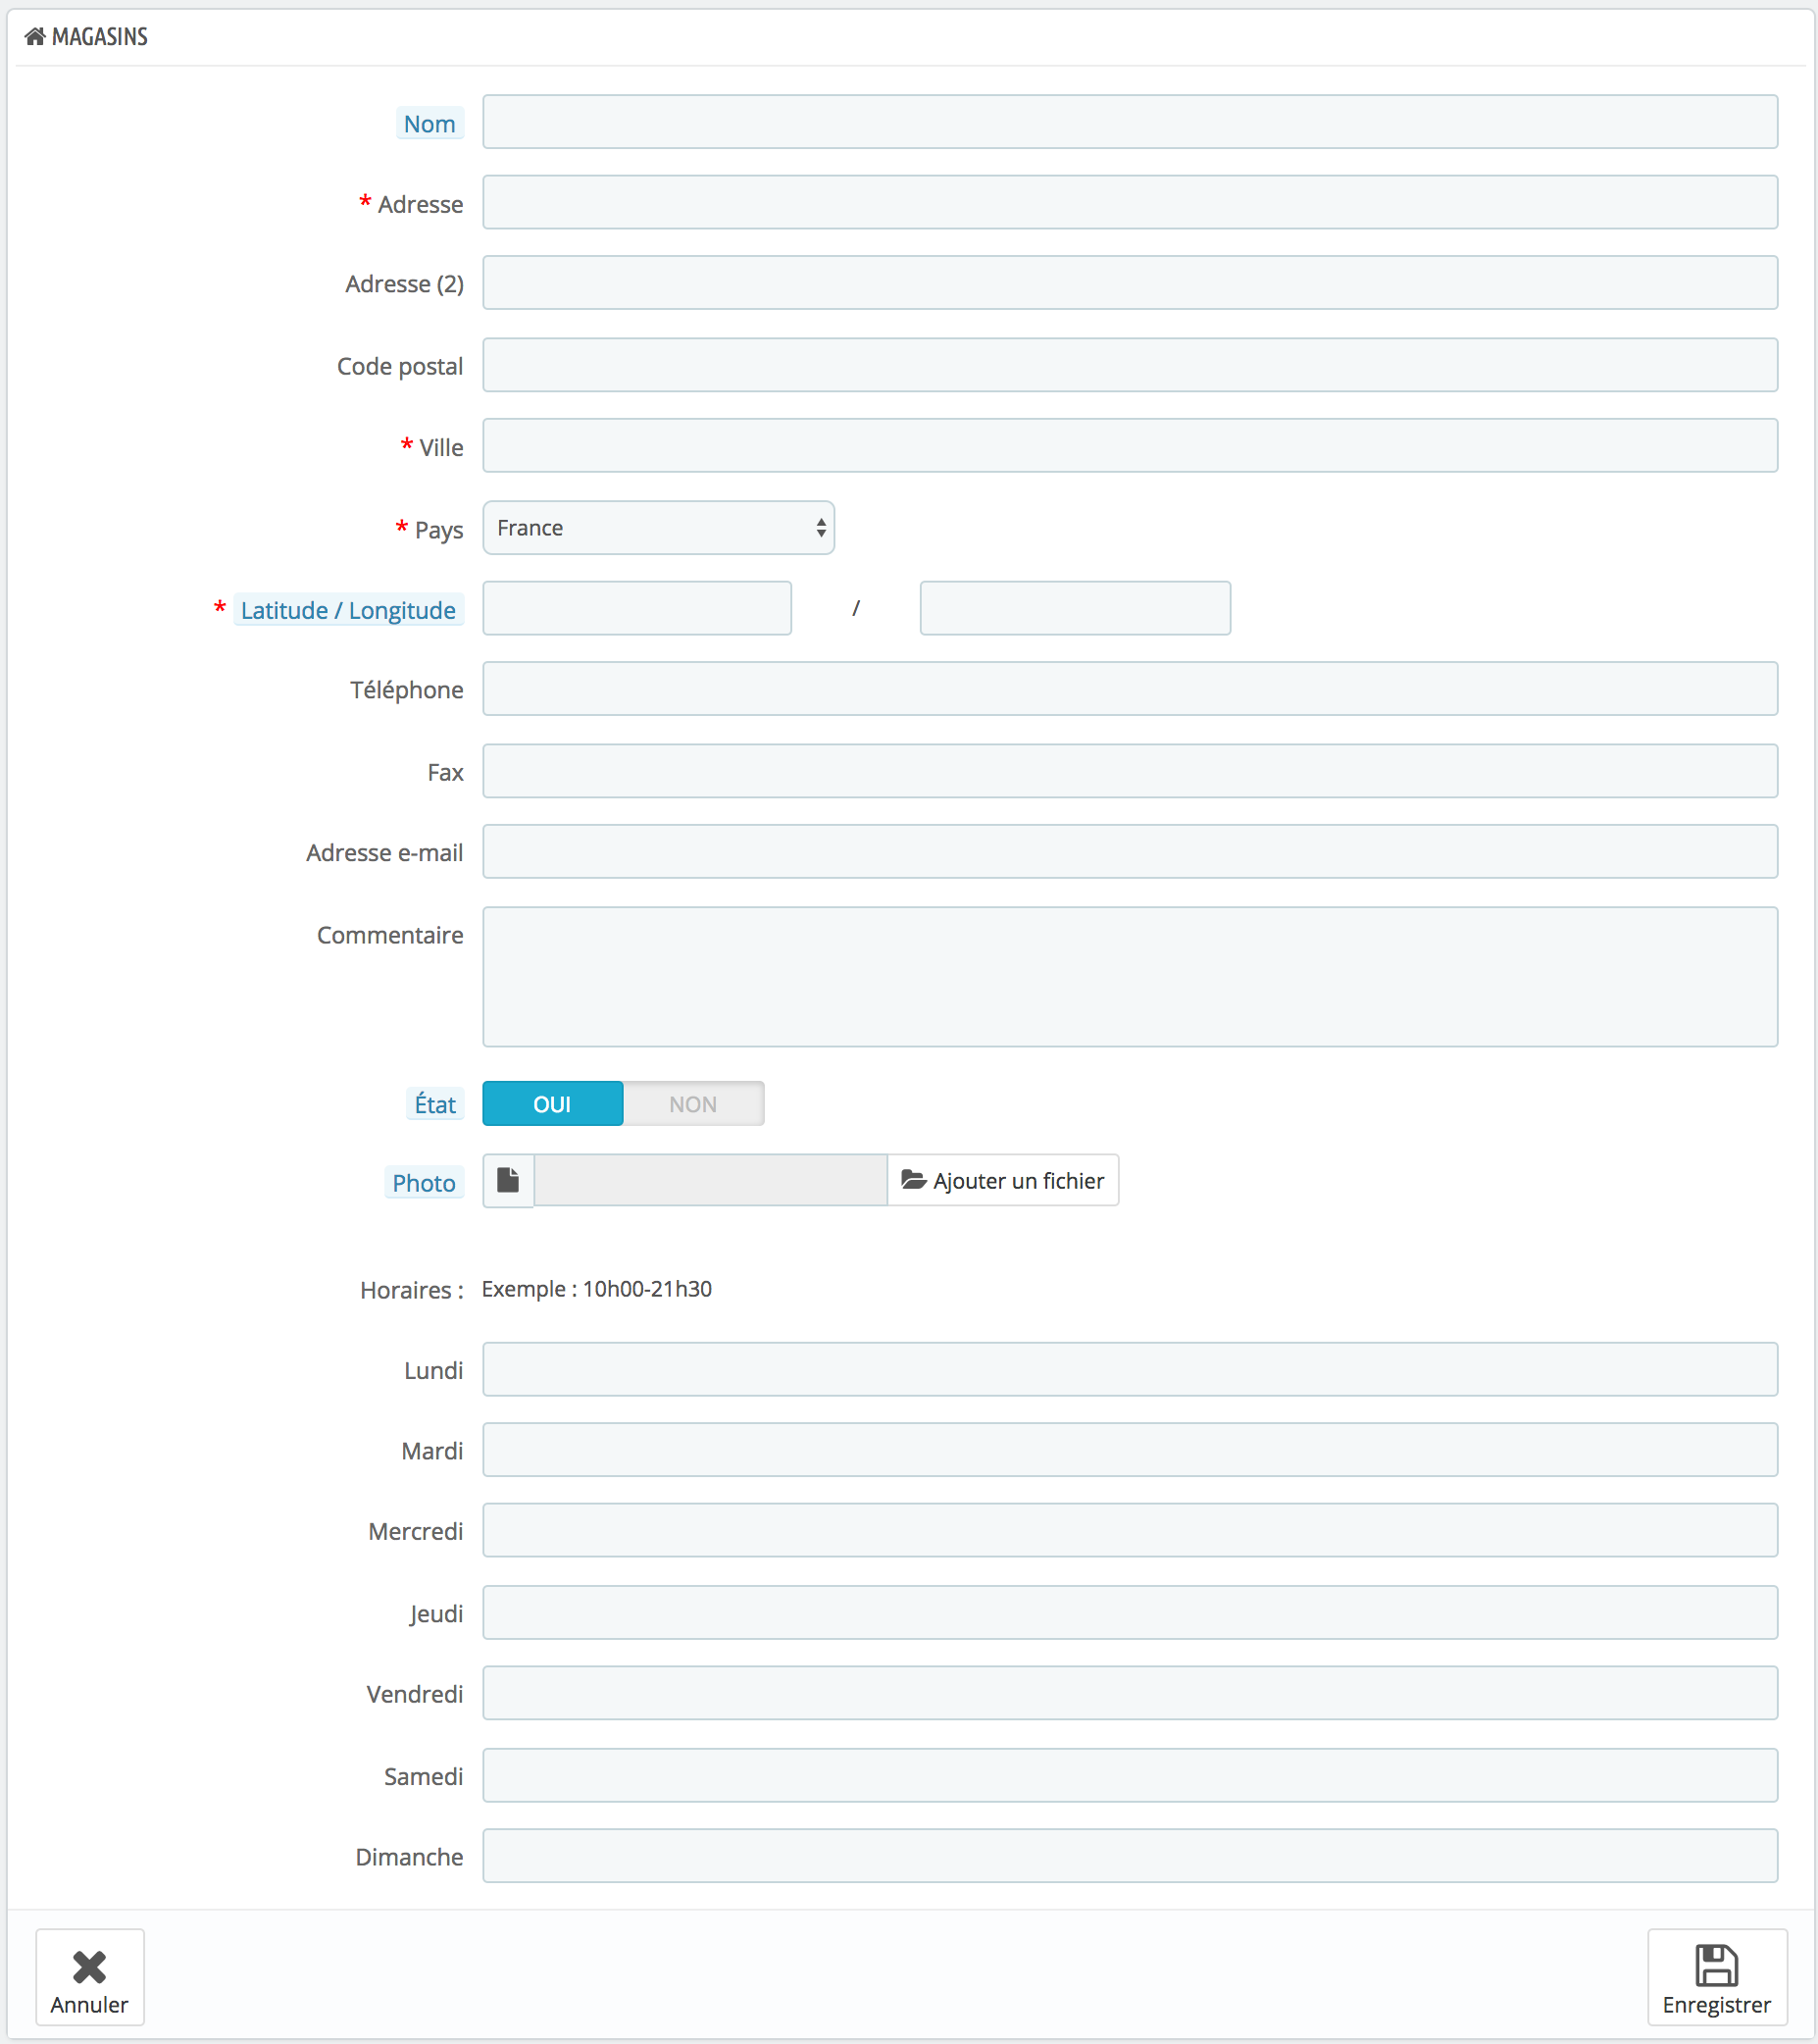 MAGASINS
Nom
* Adresse
Adresse (2)
Code postal
* Ville
* Pays France
* Latitude / Longitude /
Téléphone
Fax
Adresse e-mail
Commentaire
État OUI NON
Photo Ajouter un fichier
Horaires : Exemple : 10h00-21h30
Lundi
Mardi
Mercredi
Jeudi
Vendredi
Samedi
Dimanche
Annuler Enregistrer